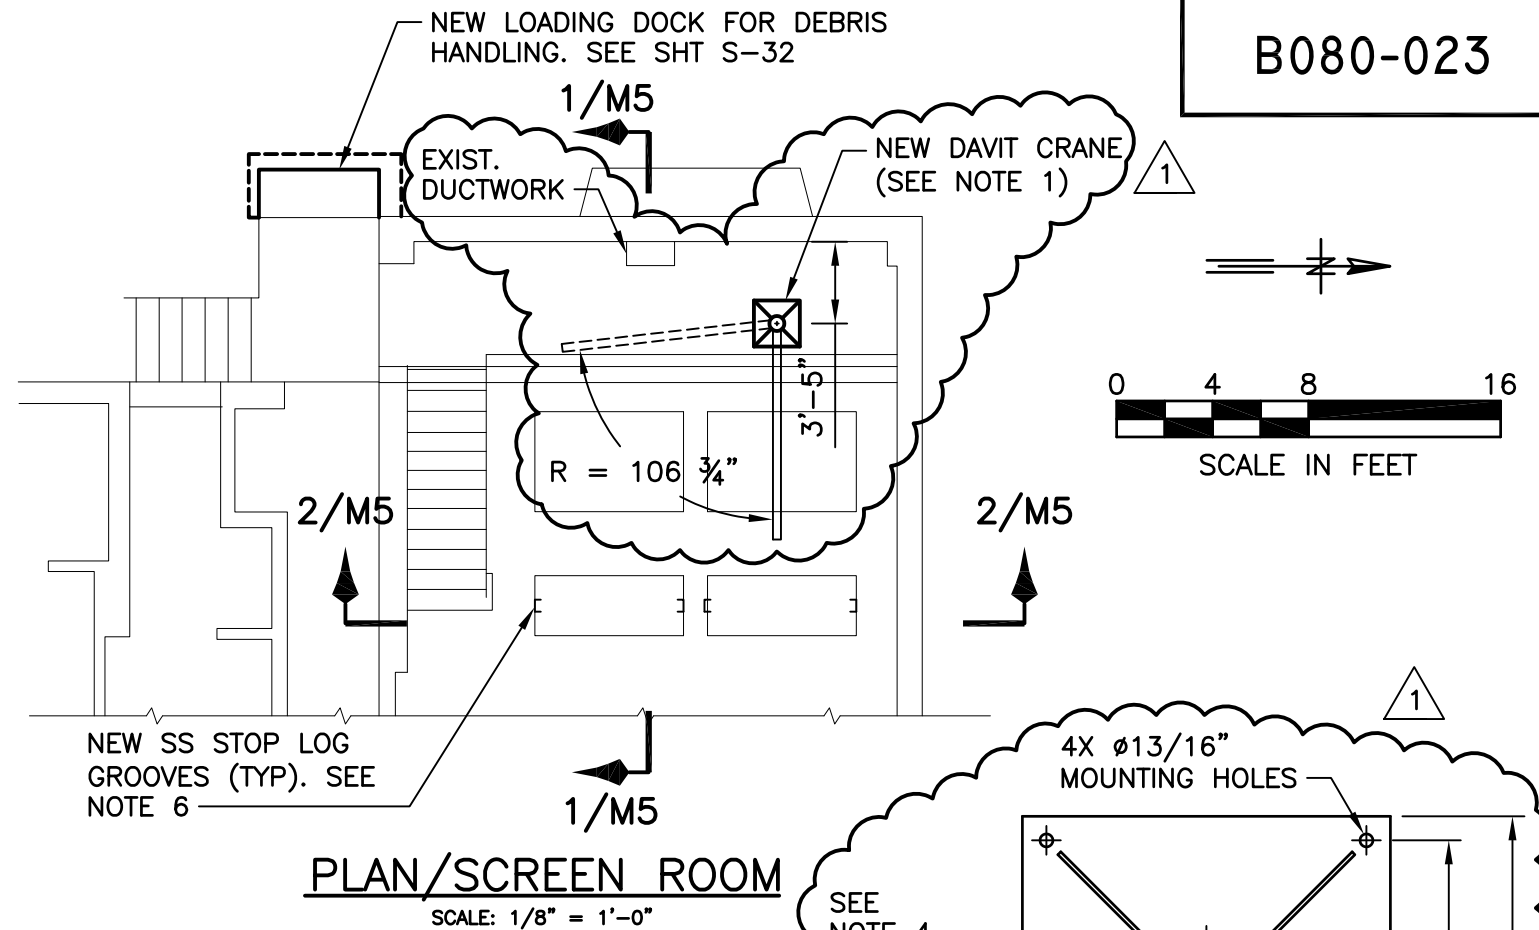 NEW LOADING DOCK FOR DEBRIS
HANDLING. SEE SHT S-32
B080-023
1/M5
EXIST.
DUCTWORK
NEW DAVIT CRANE
(SEE NOTE 1)
1
3'-5"
R = 106 ¾"
0 4 8 16
SCALE IN FEET
2/M5
2/M5
NEW SS STOP LOG
GROOVES (TYP). SEE
NOTE 6
1/M5
PLAN/SCREEN ROOM
SCALE: 1/8" = 1'-0"
1
4X ø13/16"
MOUNTING HOLES
SEE
NOTE 4